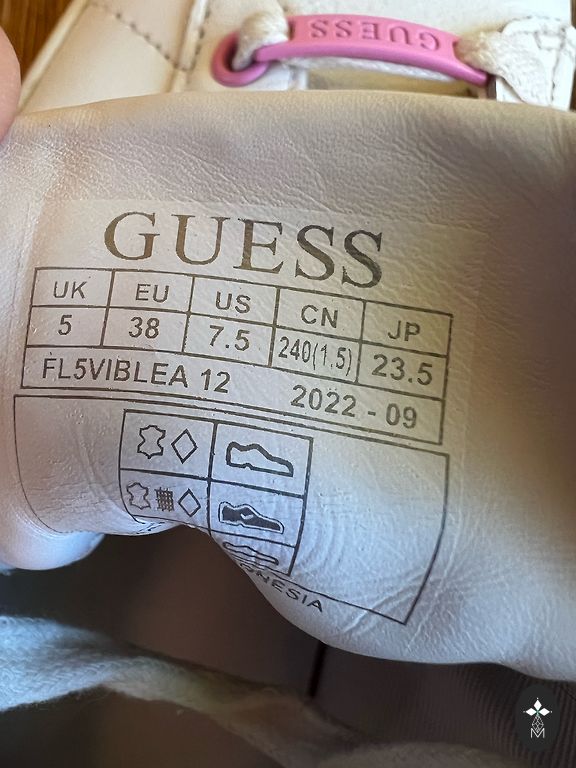 GUESS
GUESS
UK EU US CN JP
5 38 7.5 240(1.5) 23.5
FL5VIBLEA 12 2022 - 09